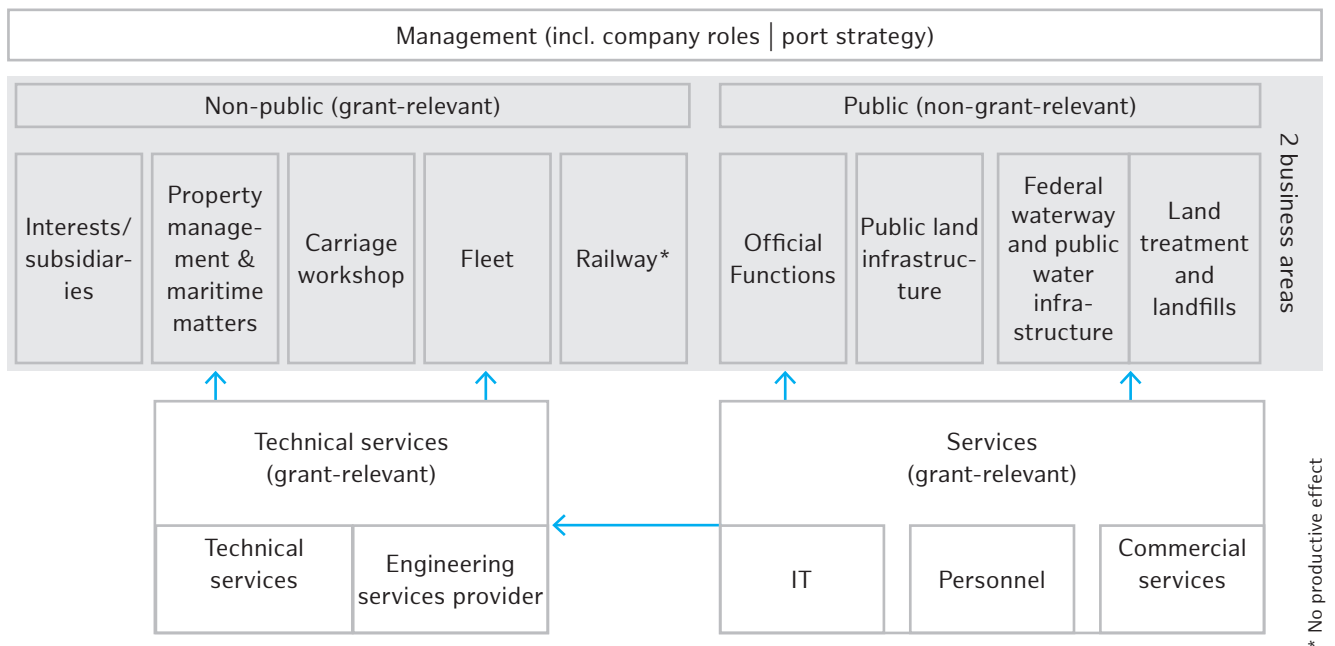 Management (incl. company roles | port strategy)
Non-public (grant-relevant)
Public (non-grant-relevant)
2 business areas
Interests/
subsidiar-
ies
Property
manage-
ment &
maritime
matters
Carriage
workshop
Fleet
Railway*
Official
Functions
Public land
infrastruc-
ture
Federal
waterway
and public
water
infra-
structure
Land
treatment
and
landfills
Technical services
(grant-relevant)
Technical
services
Engineering
services provider
Services
(grant-relevant)
IT
Personnel
Commercial
services
* No productive effect